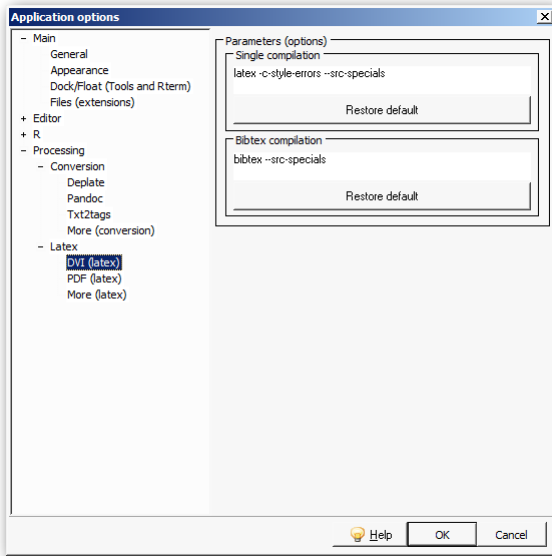 Application options
Main
General
Appearance
Dock/Float (Tools and Rterm)
Files (extensions)
Editor
R
Processing
Conversion
Deplate
Pandoc
Txt2tags
More (conversion)
Latex
DVI (latex)
PDF (latex)
More (latex)
Parameters (options)
Single compilation
latex -c-style-errors --src-specials
Restore default
Bibtex compilation
bibtex --src-specials
Restore default
Help
OK
Cancel